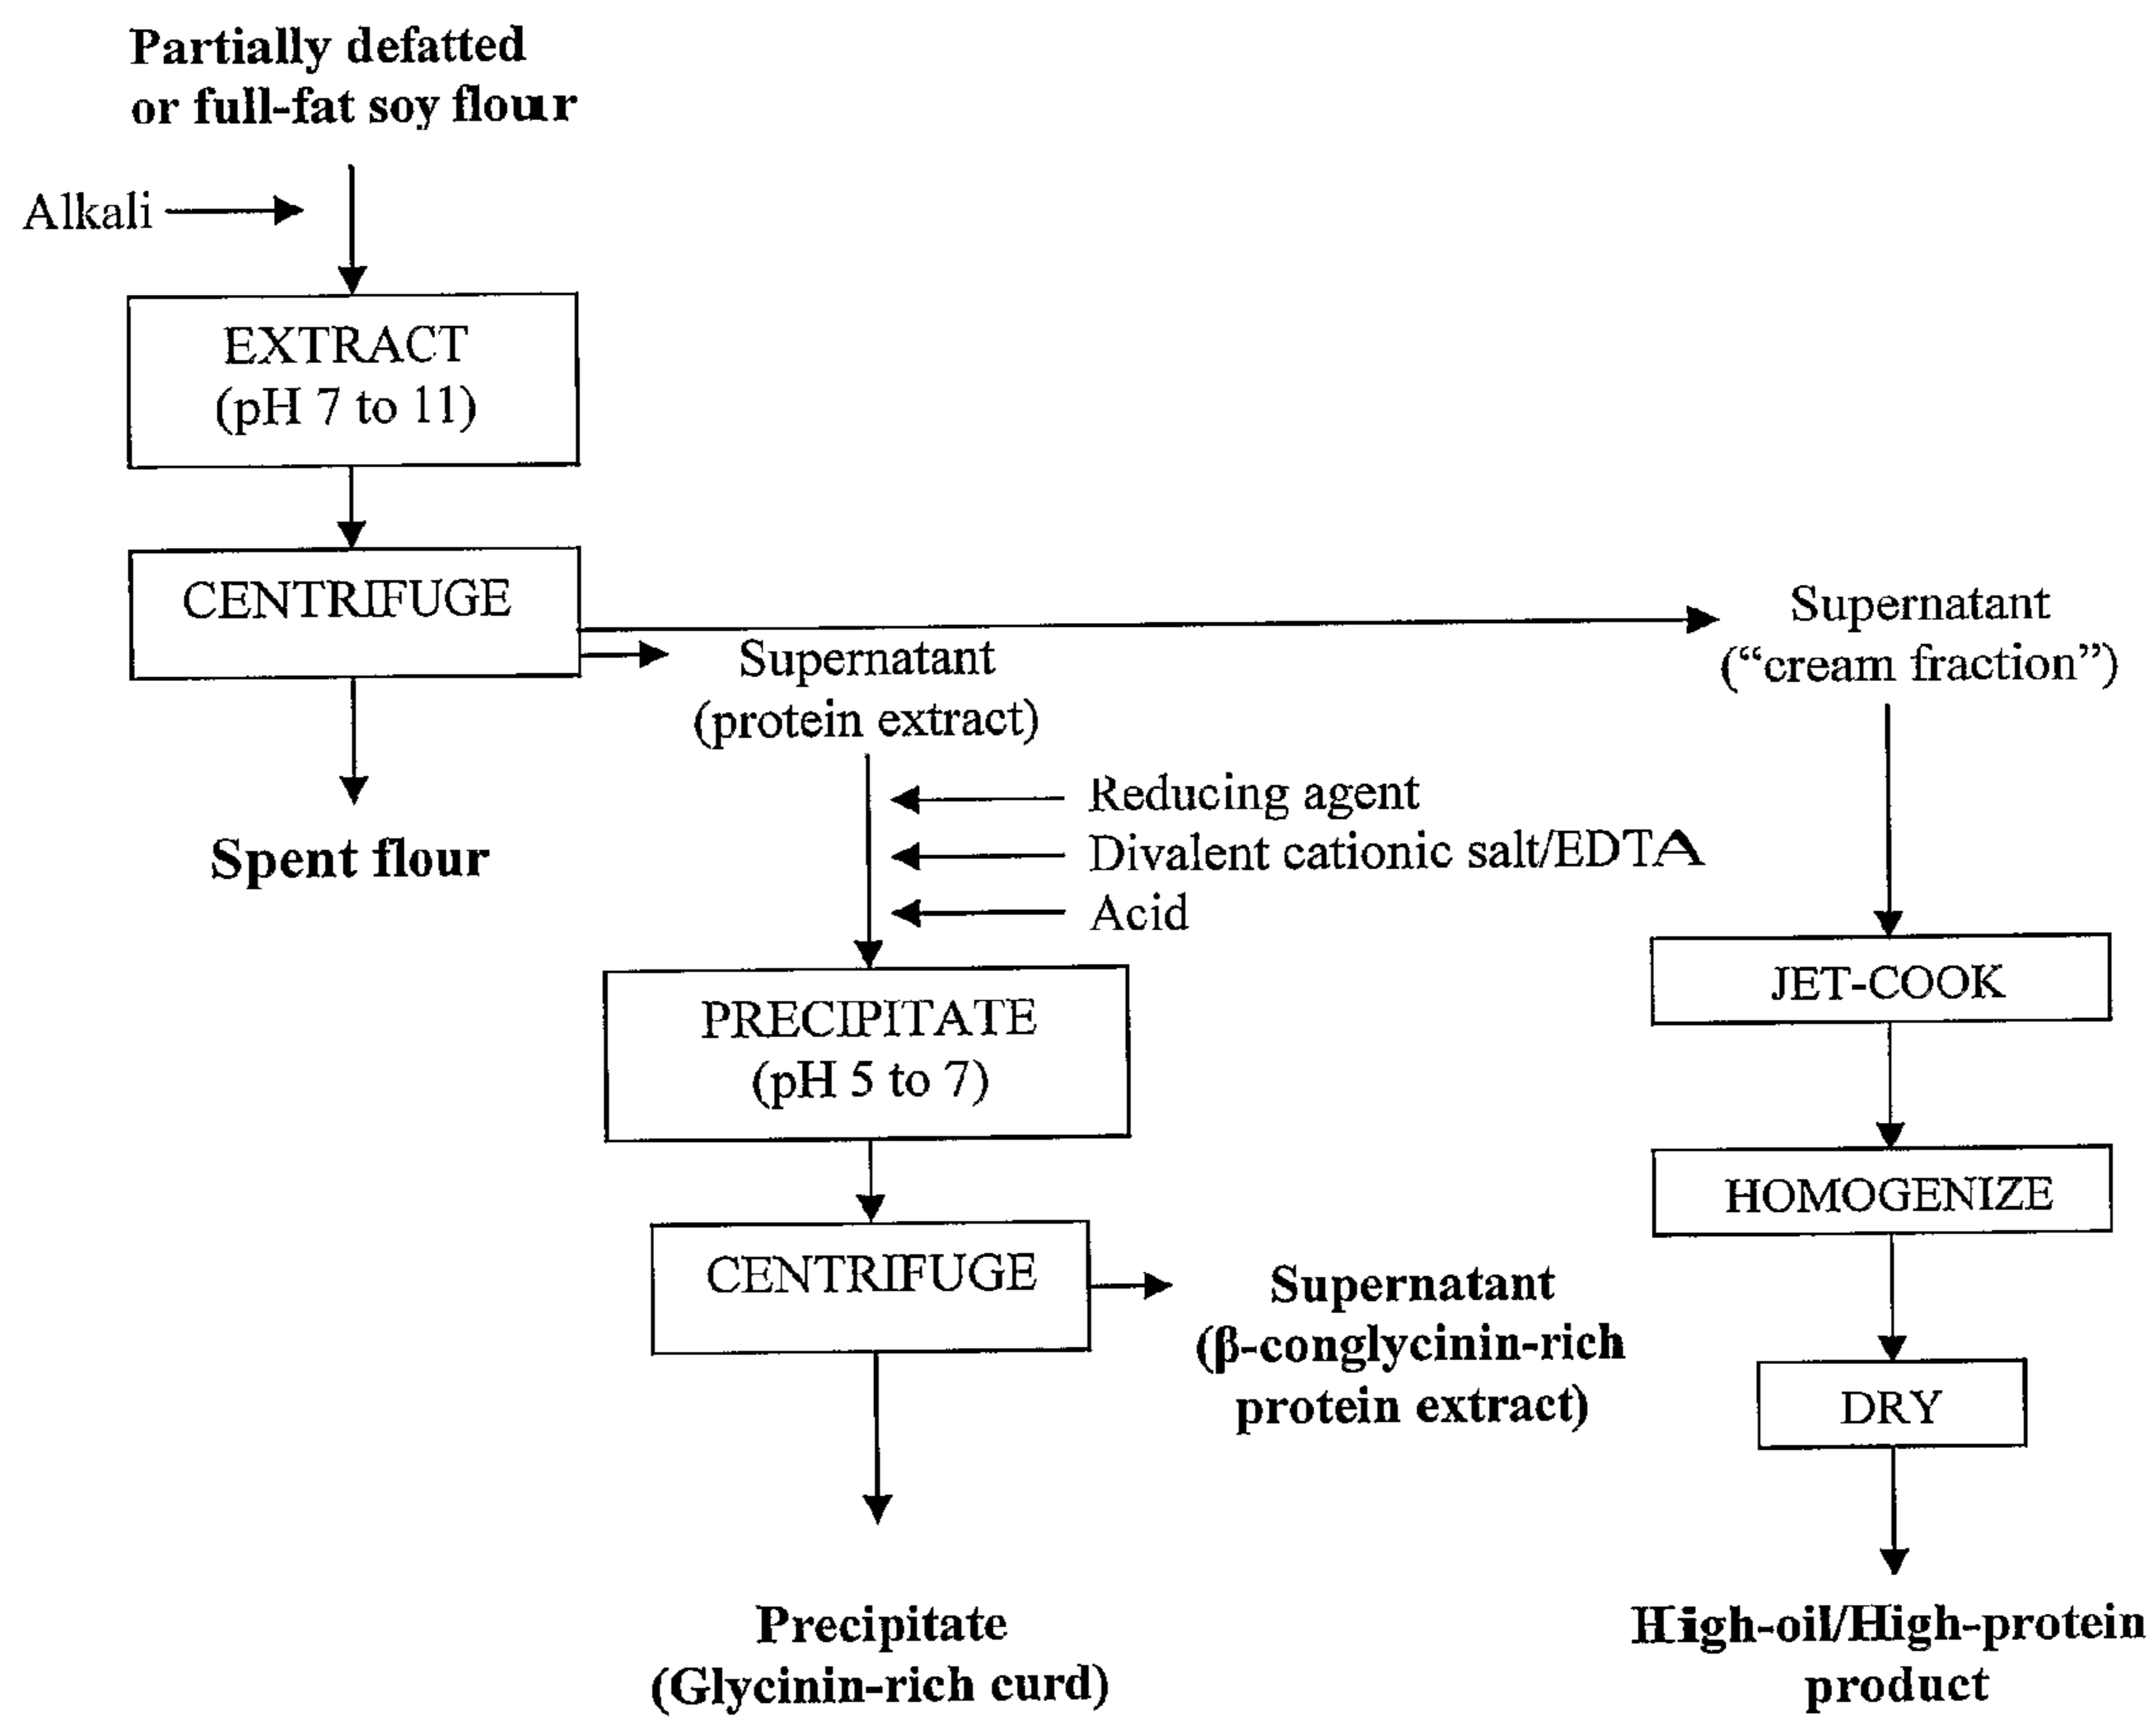 Partially defatted
or full-fat soy flour
Alkali
EXTRACT
(pH 7 to 11)
CENTRIFUGE
Supernatant
(protein extract)
Supernatant
(“cream fraction”)
Spent flour
Reducing agent
Divalent cationic salt/EDTA
Acid
PRECIPITATE
(pH 5 to 7)
JET-COOK
HOMOGENIZE
CENTRIFUGE
Supernatant
(β-conglycinin-rich
protein extract)
DRY
Precipitate
(Glycinin-rich curd)
High-oil/High-protein
product